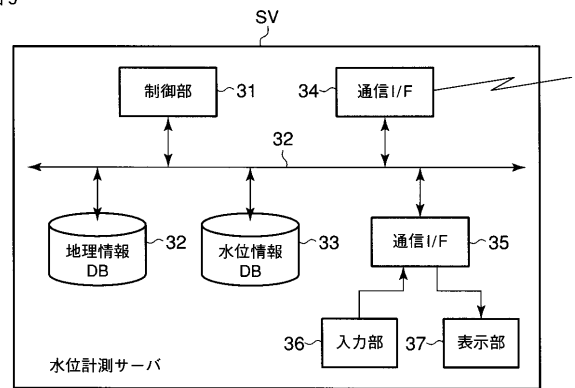 SV
制御部
31
34
通信I/F
32
地理情報
DB
32
水位情報
DB
33
通信I/F
35
36
入力部
37
表示部
水位計測サーバ